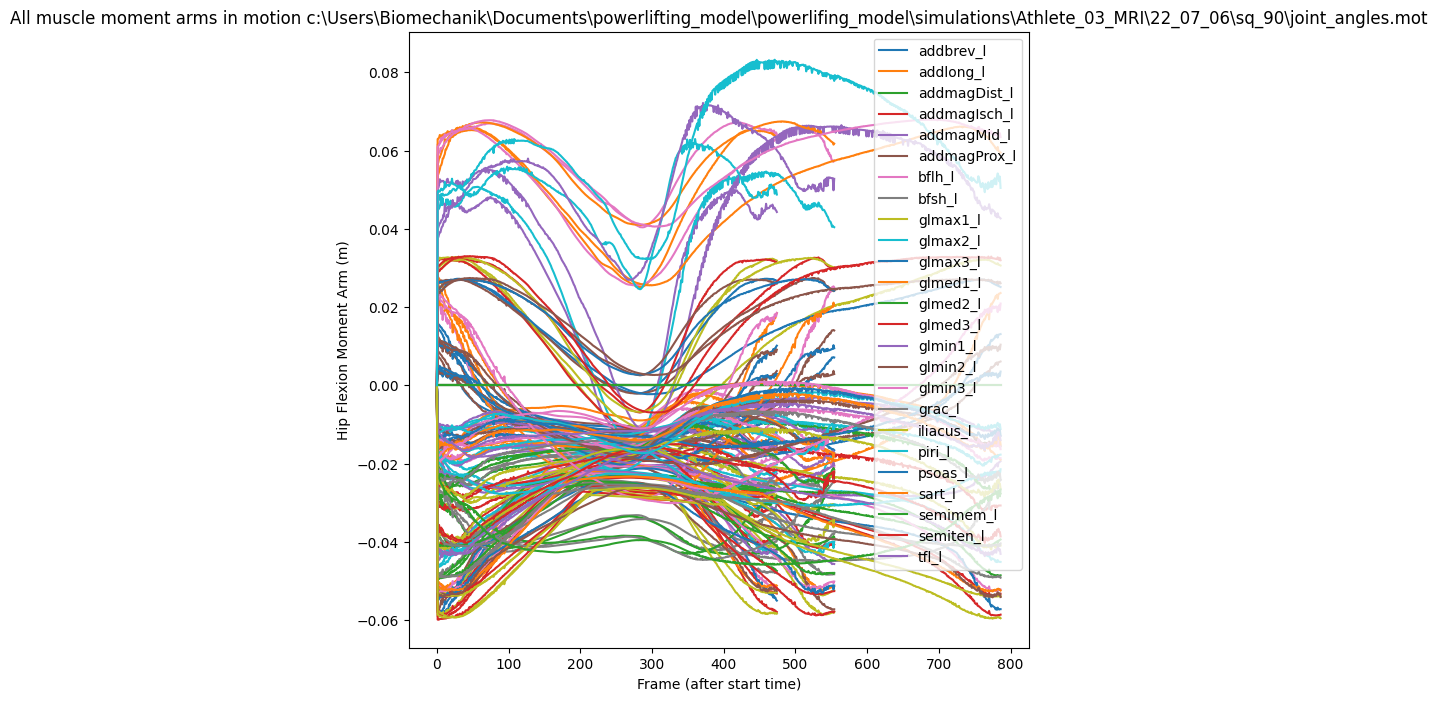 All muscle moment arms in motion c:\Users\Biomechanik\Documents\powerlifting_model\powerlifing_model\simulations\Athlete_03_MRI\22_07_06\sq_90\joint_angles.mot
addbrev_l
addlong_l
addmagDist_l
addmagIsch_l
addmagMid_l
addmagProx_l
bflh_l
bfsh_l
glmax1_l
glmax2_l
glmax3_l
glmed1_l
glmed2_l
glmed3_l
glmin1_l
glmin2_l
glmin3_l
grac_l
iliacus_l
piri_l
psoas_l
sart_l
semimem_l
semiten_l
tfl_l
Hip Flexion Moment Arm (m)
0.08
0.06
0.04
0.02
0.00
−0.02
−0.04
−0.06
0 100 200 300 400 500 600 700 800
Frame (after start time)